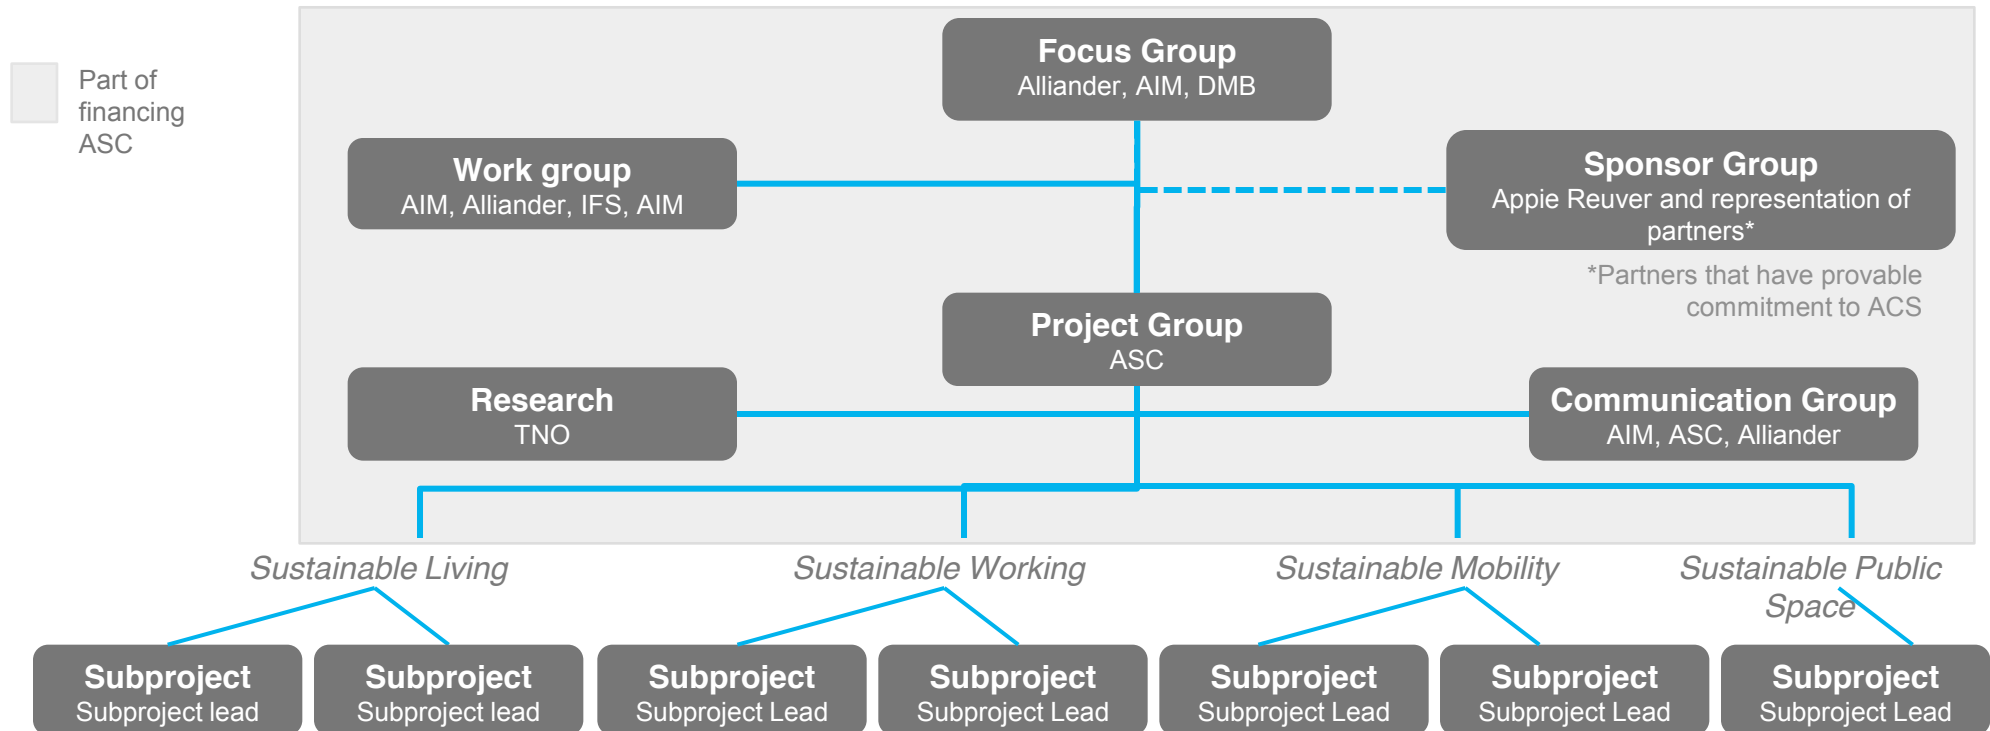 Part of
financing
ASC
Focus Group
Alliander, AIM, DMB
Work group
AIM, Alliander, IFS, AIM
Sponsor Group
Appie Reuver and representation of
partners*
*Partners that have provable
commitment to ACS
Project Group
ASC
Research
TNO
Communication Group
AIM, ASC, Alliander
Sustainable Living
Sustainable Working
Sustainable Mobility
Sustainable Public
Space
Subproject
Subproject lead
Subproject
Subproject lead
Subproject
Subproject Lead
Subproject
Subproject Lead
Subproject
Subproject Lead
Subproject
Subproject Lead
Subproject
Subproject Lead